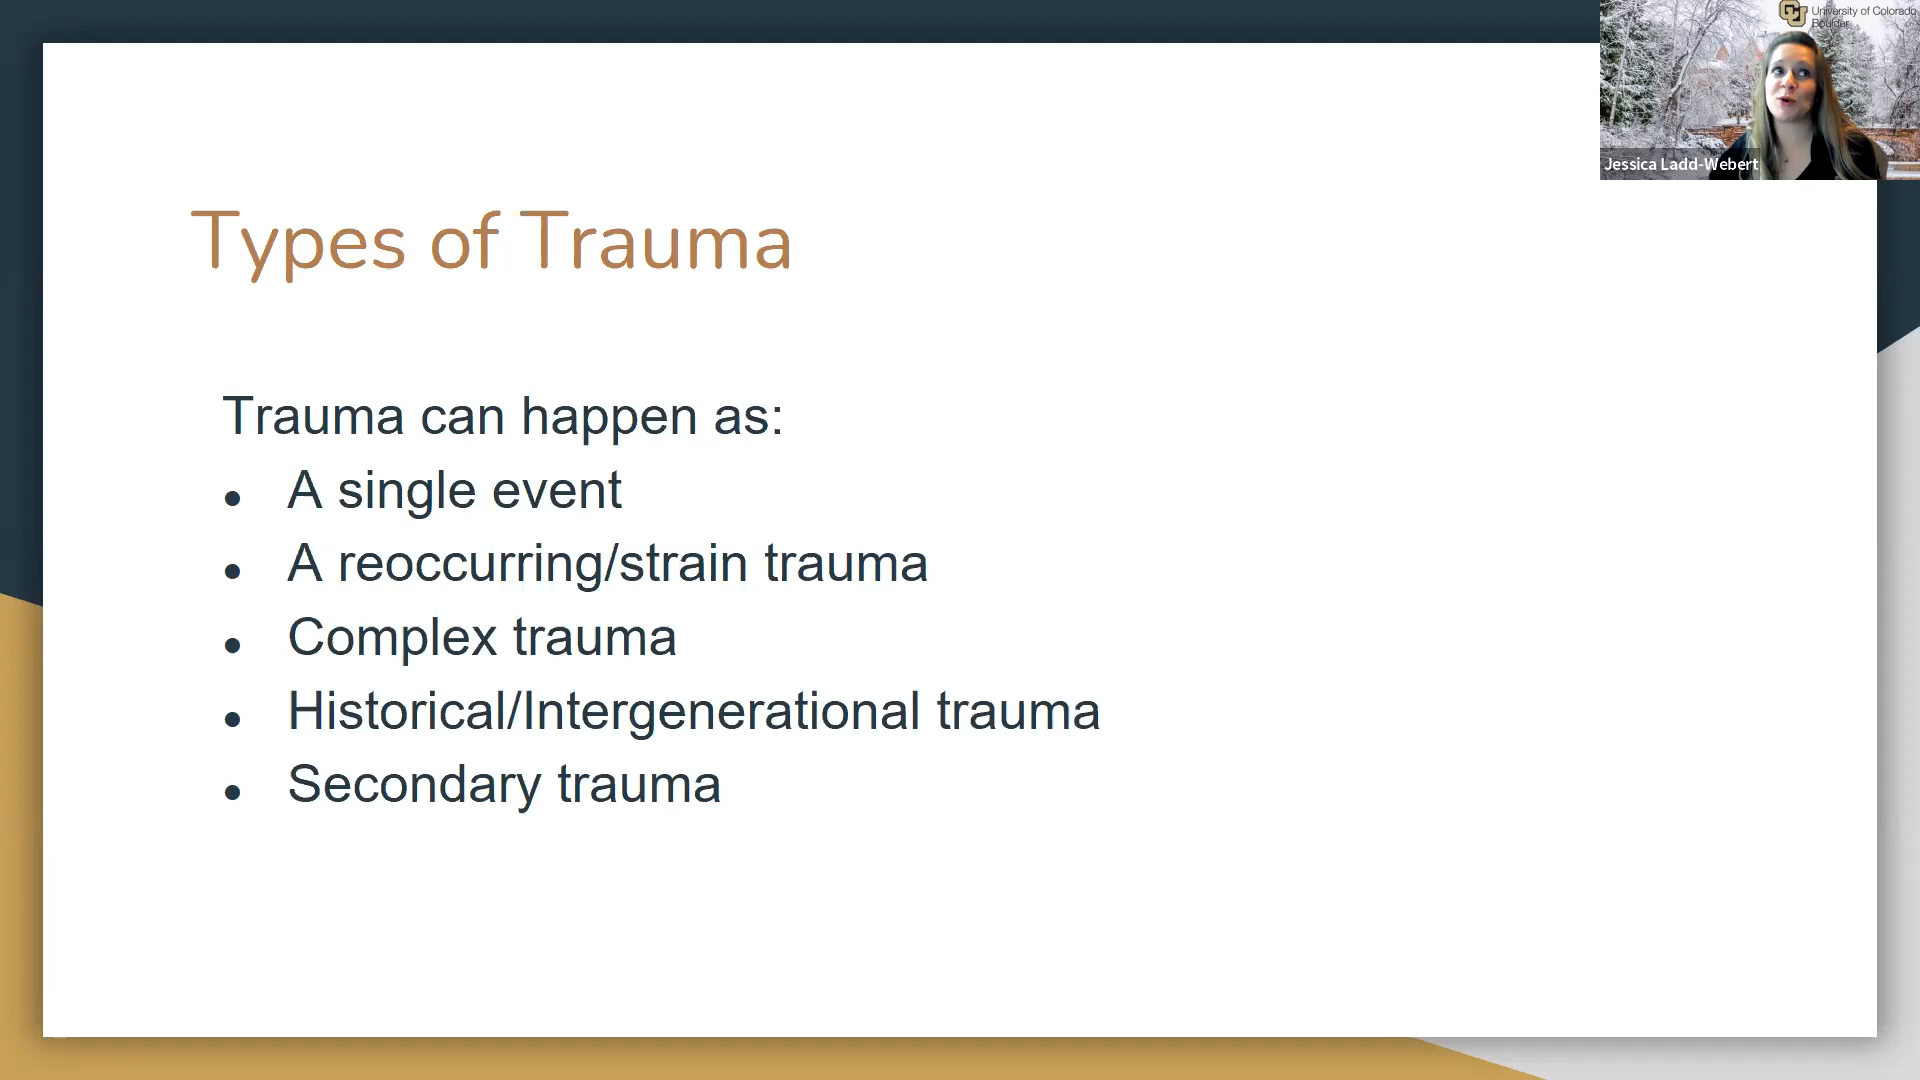 University of Colorado
Boulder
Jessica Ladd-Webert
Types of Trauma
Trauma can happen as:
● A single event
● A reoccurring/strain trauma
● Complex trauma
● Historical/Intergenerational trauma
● Secondary trauma